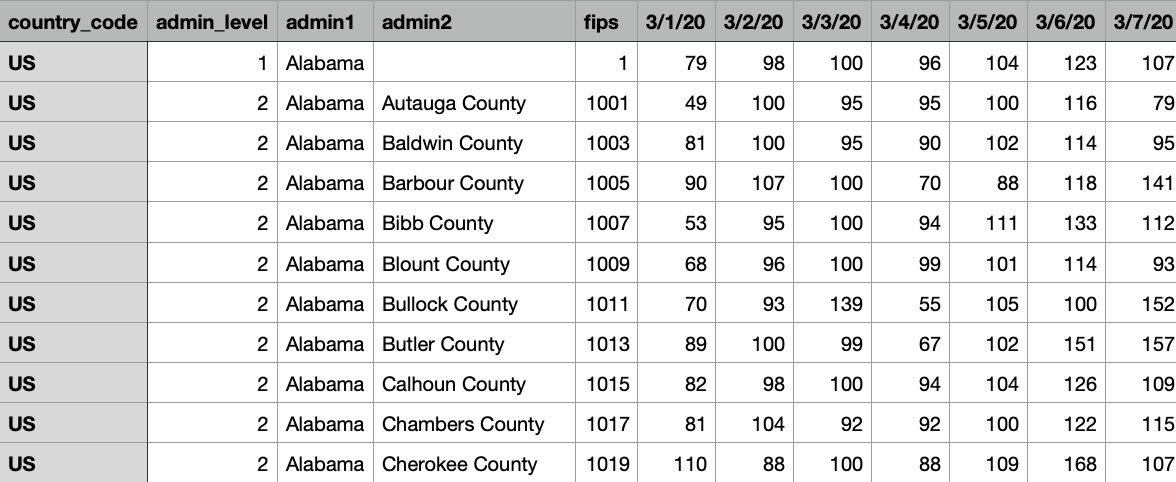 country_code admin_level admin1 admin2 fips 3/1/20 3/2/20 3/3/20 3/4/20 3/5/20 3/6/20 3/7/20
US 1 Alabama 1 79 98 100 96 104 123 107
US 2 Alabama Autauga County 1001 49 100 95 95 100 116 79
US 2 Alabama Baldwin County 1003 81 100 95 90 102 114 95
US 2 Alabama Barbour County 1005 90 107 100 70 88 118 141
US 2 Alabama Bibb County 1007 53 95 100 94 111 133 112
US 2 Alabama Blount County 1009 68 96 100 99 101 114 93
US 2 Alabama Bullock County 1011 70 93 139 55 105 100 152
US 2 Alabama Butler County 1013 89 100 99 67 102 151 157
US 2 Alabama Calhoun County 1015 82 98 100 94 104 126 109
US 2 Alabama Chambers County 1017 81 104 92 92 100 122 115
US 2 Alabama Cherokee County 1019 110 88 100 88 109 168 107